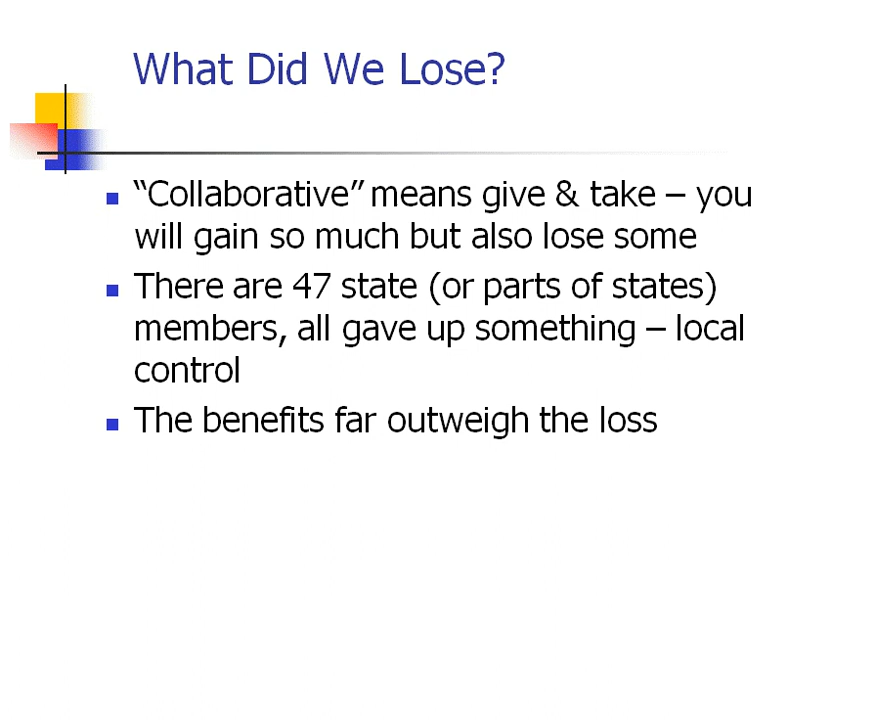 What Did We Lose?
“Collaborative” means give & take – you
will gain so much but also lose some
There are 47 state (or parts of states)
members, all gave up something – local
control
The benefits far outweigh the loss